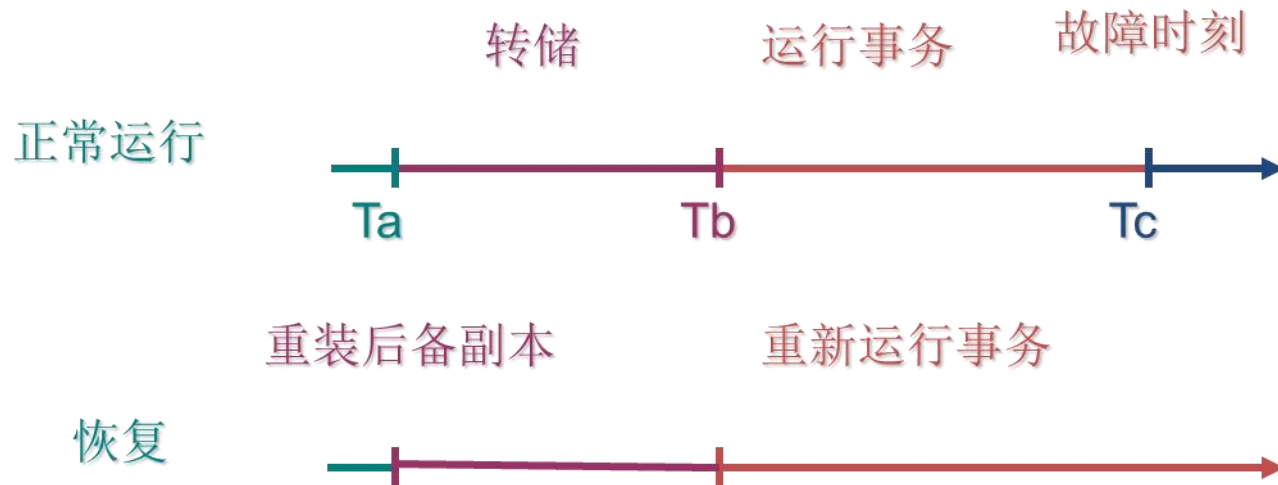 转储
运行事务
故障时刻
正常运行
Ta
Tb
Tc
重装后备副本
重新运行事务
恢复